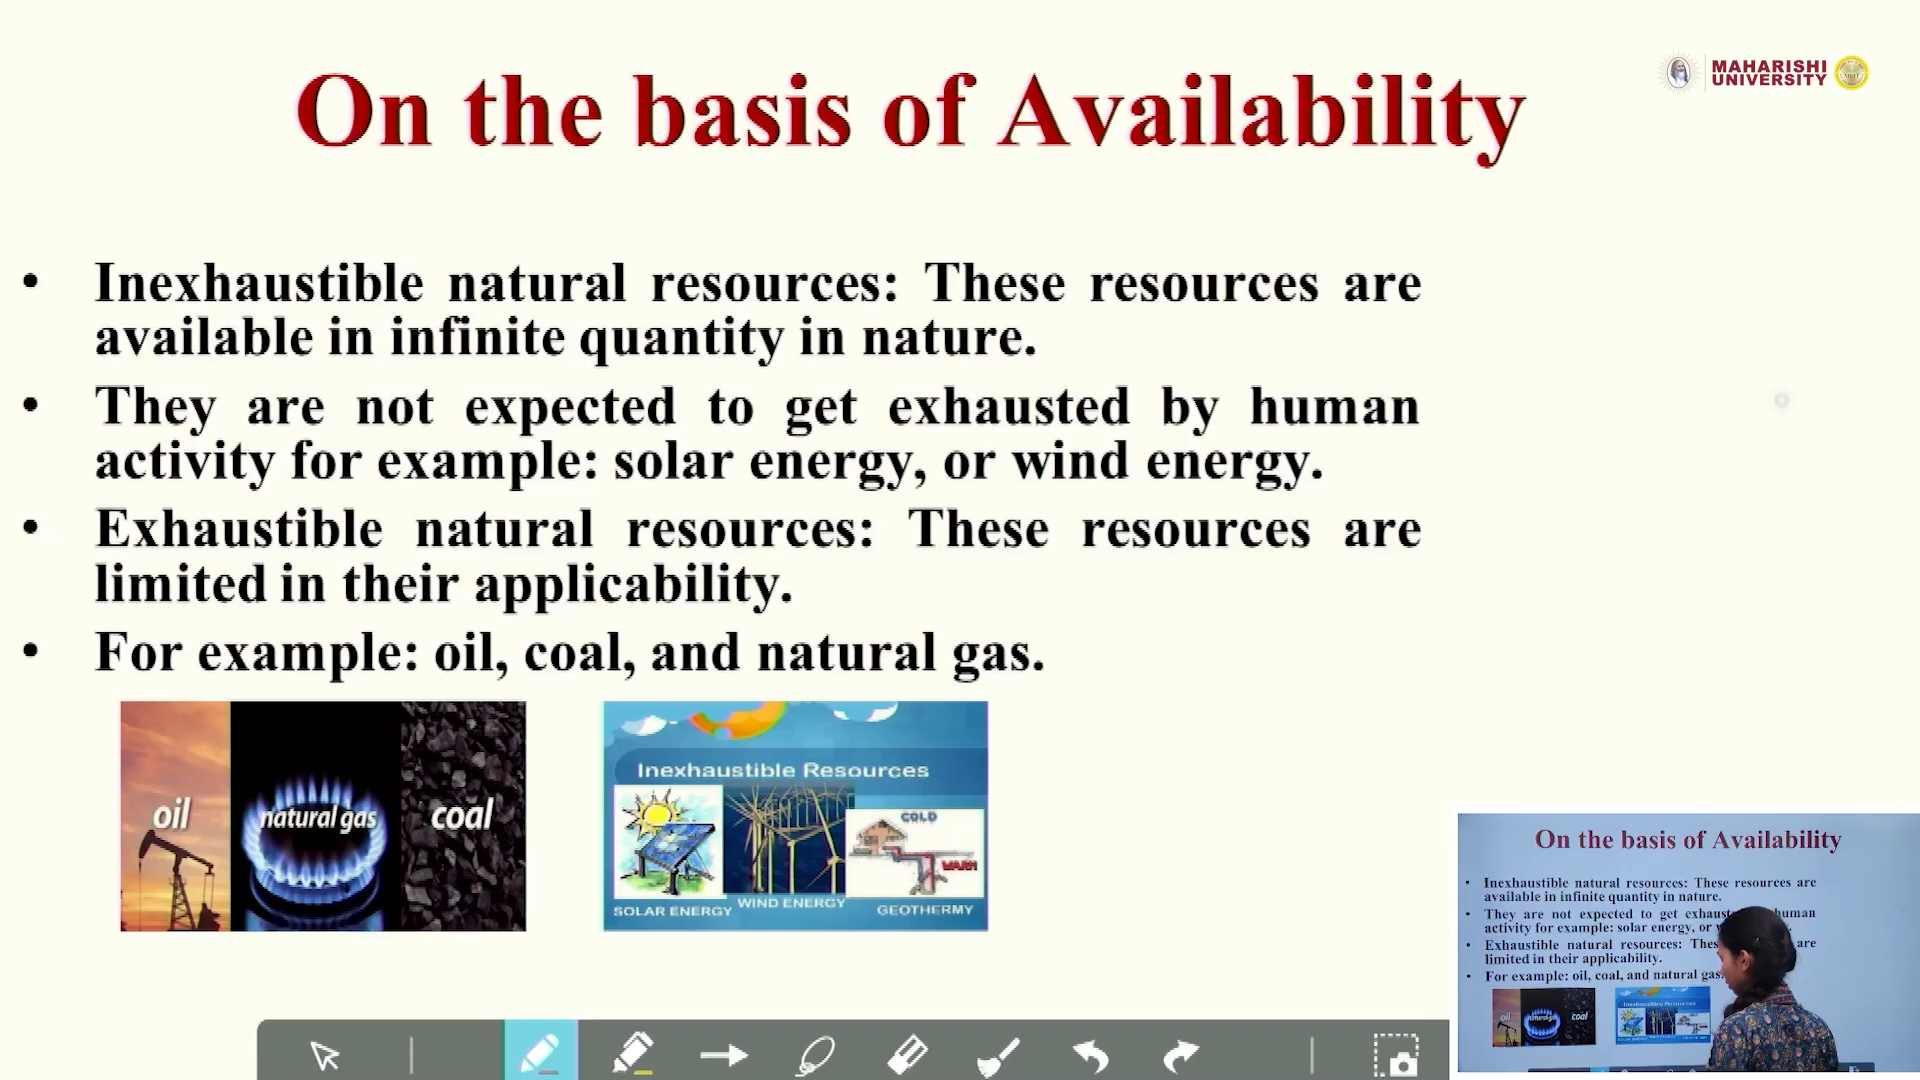 MAHARISHI
UNIVERSITY
On the basis of Availability
• Inexhaustible natural resources: These resources are
available in infinite quantity in nature.
• They are not expected to get exhausted by human
activity for example: solar energy, or wind energy.
• Exhaustible natural resources: These resources are
limited in their applicability.
• For example: oil, coal, and natural gas.
oil
natural gas
coal
Inexhaustible Resources
COLD
WARM
SOLAR ENERGY
WIND ENERGY
GEOTHERMY
On the basis of Availability
• Inexhaustible natural resources: These resources are
available in infinite quantity in nature.
• They are not expected to get human
activity for example: solar energy, or
• Exhaustible natural resources: are
limited in their applicability.
• For example: oil, coal, and natural gas.
oil
natural gas
coal
Inexhaustible Resources